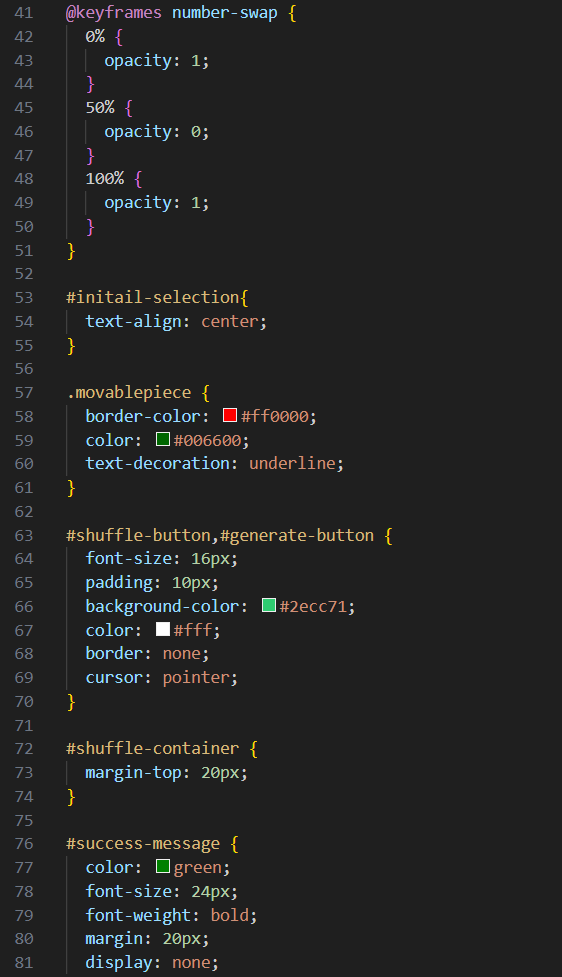 41 @keyframes number-swap {
42 0% {
43 opacity: 1;
44 }
45 50% {
46 opacity: 0;
47 }
48 100% {
49 opacity: 1;
50 }
51 }
52
53 #initail-selection{
54 text-align: center;
55 }
56
57 .movablepiece {
58 border-color: #ff0000;
59 color: #006600;
60 text-decoration: underline;
61 }
62
63 #shuffle-button,#generate-button {
64 font-size: 16px;
65 padding: 10px;
66 background-color: #2ecc71;
67 color: #fff;
68 border: none;
69 cursor: pointer;
70 }
71
72 #shuffle-container {
73 margin-top: 20px;
74 }
75
76 #success-message {
77 color: green;
78 font-size: 24px;
79 font-weight: bold;
80 margin: 20px;
81 display: none;